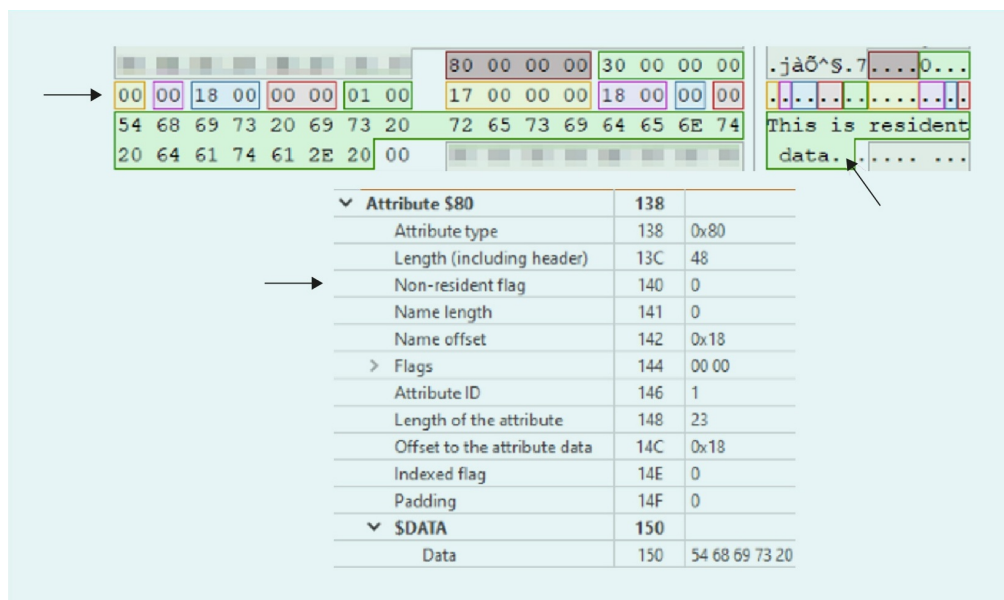 80 00 00 00 30 00 00 00 .jàÕ^§.7....0...
00 00 18 00 00 00 01 00 17 00 00 00 18 00 00 00 ................
54 68 69 73 20 69 73 20 72 65 73 69 64 65 6E 74 This is resident
20 64 61 74 61 2E 20 00 data. ...... ...
Attribute $80 138
Attribute type 138 0x80
Length (including header) 13C 48
Non-resident flag 140 0
Name length 141 0
Name offset 142 0x18
Flags 144 00 00
Attribute ID 146 1
Length of the attribute 148 23
Offset to the attribute data 14C 0x18
Indexed flag 14E 0
Padding 14F 0
$DATA 150
Data 150 54 68 69 73 20